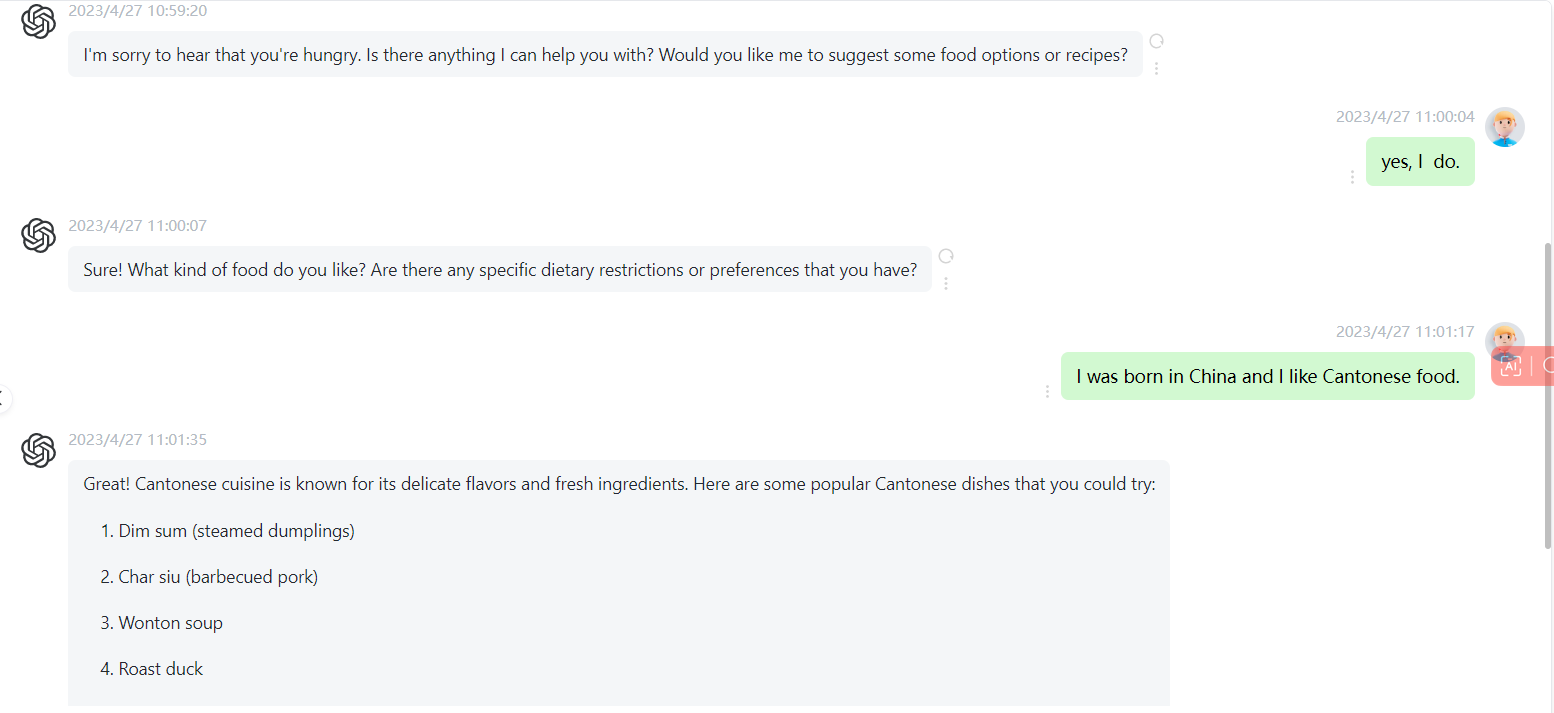 2023/4/27 10:59:20
I'm sorry to hear that you're hungry. Is there anything I can help you with? Would you like me to suggest some food options or recipes?
2023/4/27 11:00:04
yes, I  do.
2023/4/27 11:00:07
Sure! What kind of food do you like? Are there any specific dietary restrictions or preferences that you have?
2023/4/27 11:01:17
I was born in China and I like Cantonese food.
AI
2023/4/27 11:01:35
Great! Cantonese cuisine is known for its delicate flavors and fresh ingredients. Here are some popular Cantonese dishes that you could try:
1. Dim sum (steamed dumplings)
2. Char siu (barbecued pork)
3. Wonton soup
4. Roast duck